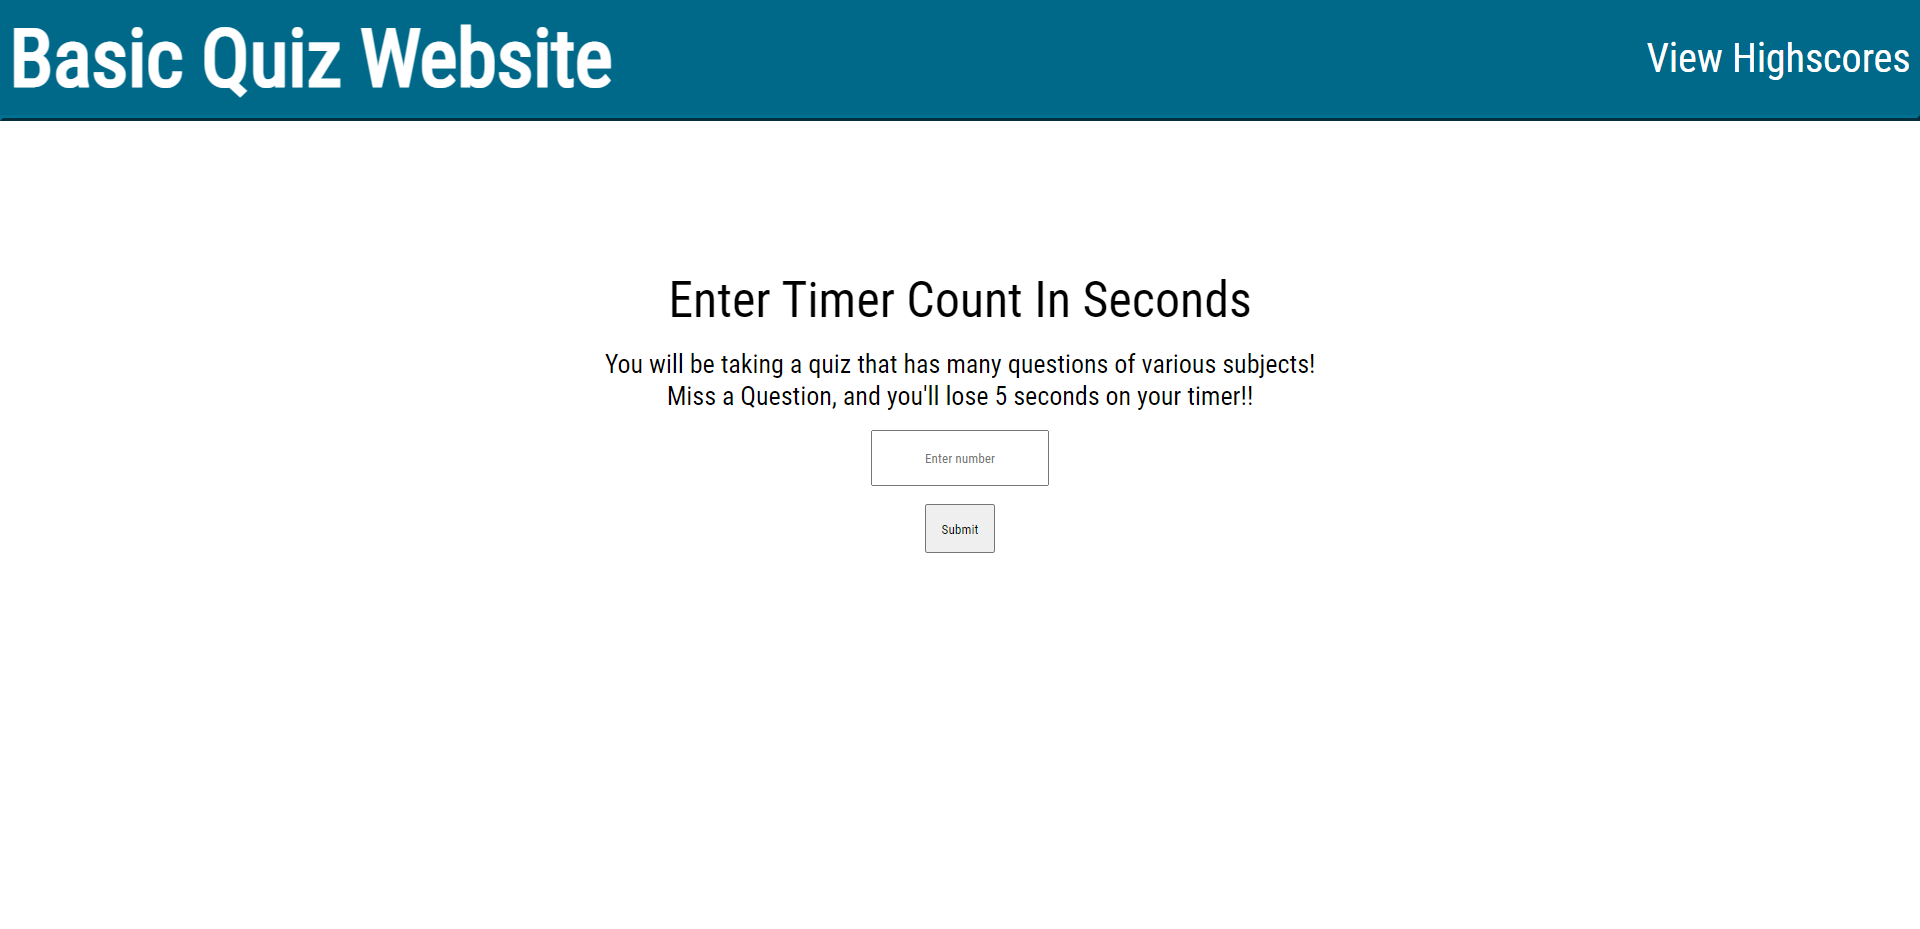 Basic Quiz Website
View Highscores
Enter Timer Count In Seconds
You will be taking a quiz that has many questions of various subjects!
Miss a Question, and you'll lose 5 seconds on your timer!!
Enter number
Submit